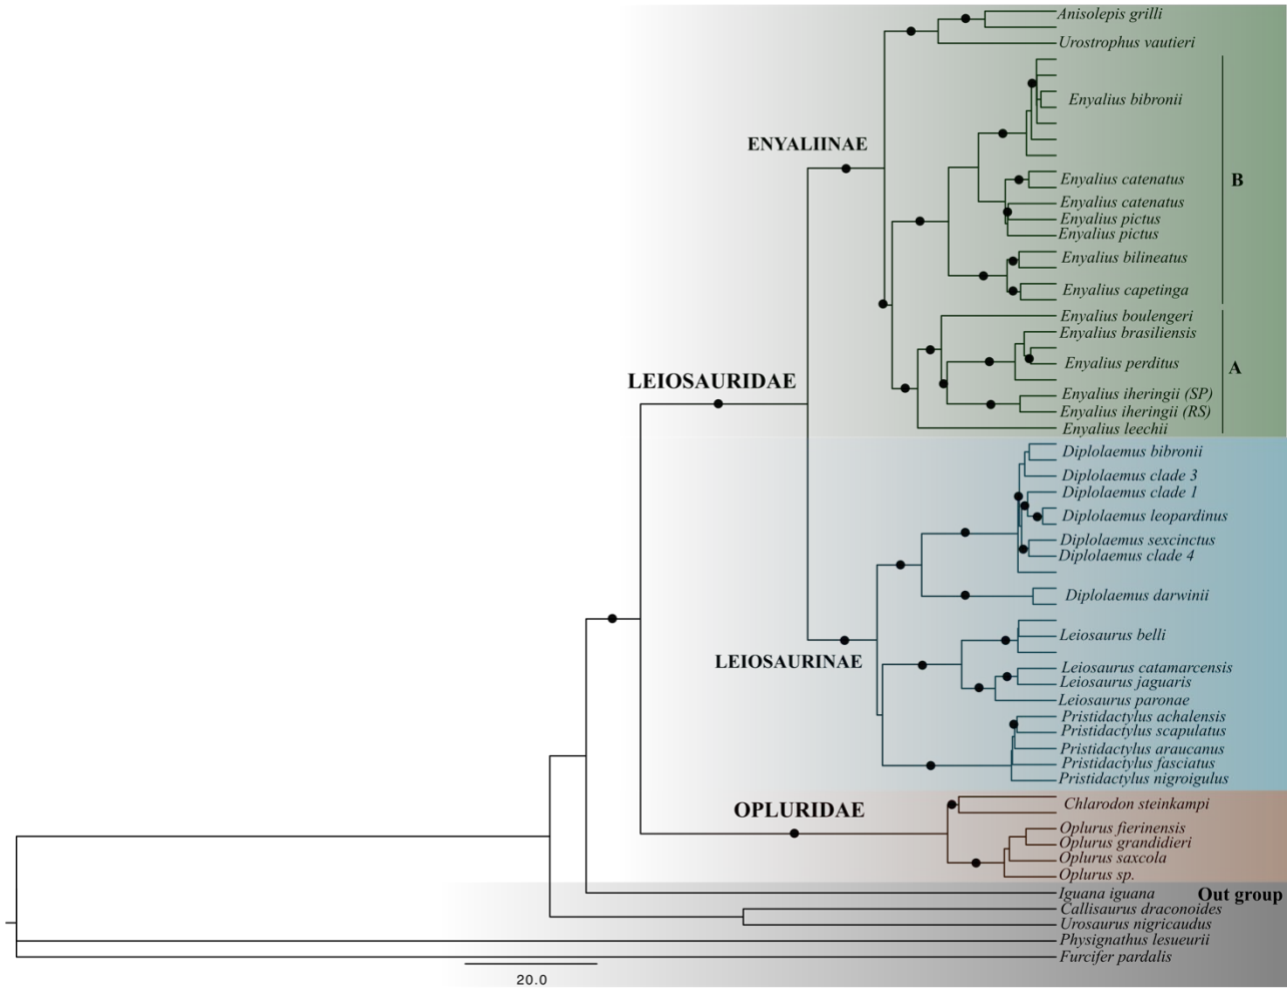 Anisolepis grilli
Urostrophus vautieri
Enyalius bibronii
ENYALIINAE
Enyalius catenatus
B
Enyalius catenatus
Enyalius pictus
Enyalius pictus
Enyalius bilineatus
Enyalius capetinga
Enyalius boulengeri
Enyalius brasiliensis
Enyalius perditus
A
LEIOSAURIDAE
Enyalius iheringii (SP)
Enyalius iheringii (RS)
Enyalius leechii
Diplolaemus bibronii
Diplolaemus clade 3
Diplolaemus clade 1
Diplolaemus leopardinus
Diplolaemus sexcinctus
Diplolaemus clade 4
Diplolaemus darwinii
Leiosaurus belli
LEIOSAURINAE
Leiosaurus catamarcensis
Leiosaurus jaguaris
Leiosaurus paronae
Pristidactylus achalensis
Pristidactylus scapulatus
Pristidactylus araucanus
Pristidactylus fasciatus
Pristidactylus nigroigulus
Chlarodon steinkampi
OPLURIDAE
Oplurus fierinensis
Oplurus grandidieri
Oplurus saxcola
Oplurus sp.
Iguana iguana Out group
Callisaurus draconoides
Urosaurus nigricaudus
Physignathus lesueurii
Furcifer pardalis
20.0